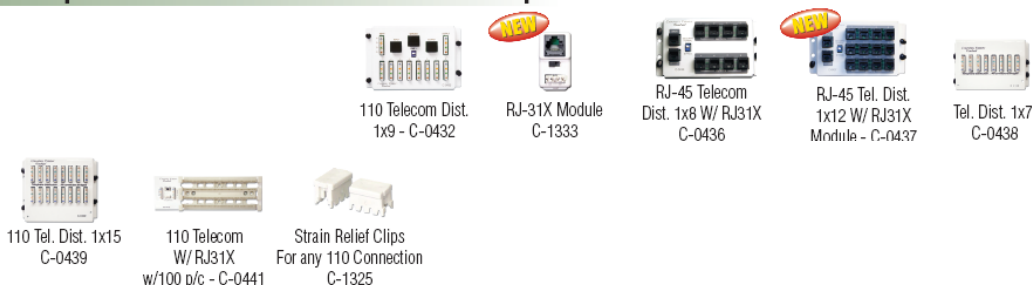 NEW
NEW
110 Telecom Dist.
1x9 - C-0432
RJ-31X Module
C-1333
RJ-45 Telecom
Dist. 1x8 W/ RJ31X
C-0436
RJ-45 Tel. Dist.
1x12 W/ RJ31X
Module - C-0437
Tel. Dist. 1x7
C-0438
110 Tel. Dist. 1x15
C-0439
110 Telecom
W/ RJ31X
w/100 p/c - C-0441
Strain Relief Clips
For any 110 Connection
C-1325